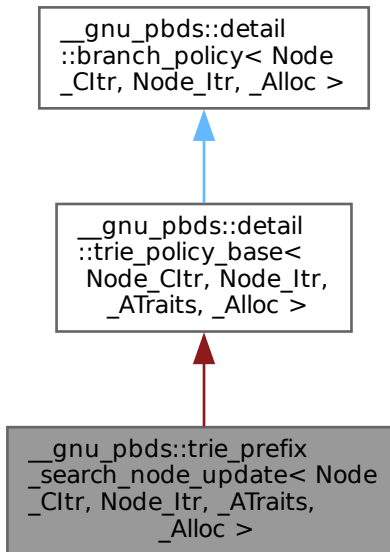 __gnu_pbds::detail
::branch_policy< Node
_CItr, Node_Itr, _Alloc >
__gnu_pbds::detail
::trie_policy_base<
Node_CItr, Node_Itr,
_ATraits, _Alloc >
__gnu_pbds::trie_prefix
_search_node_update< Node
_CItr, Node_Itr, _ATraits,
_Alloc >